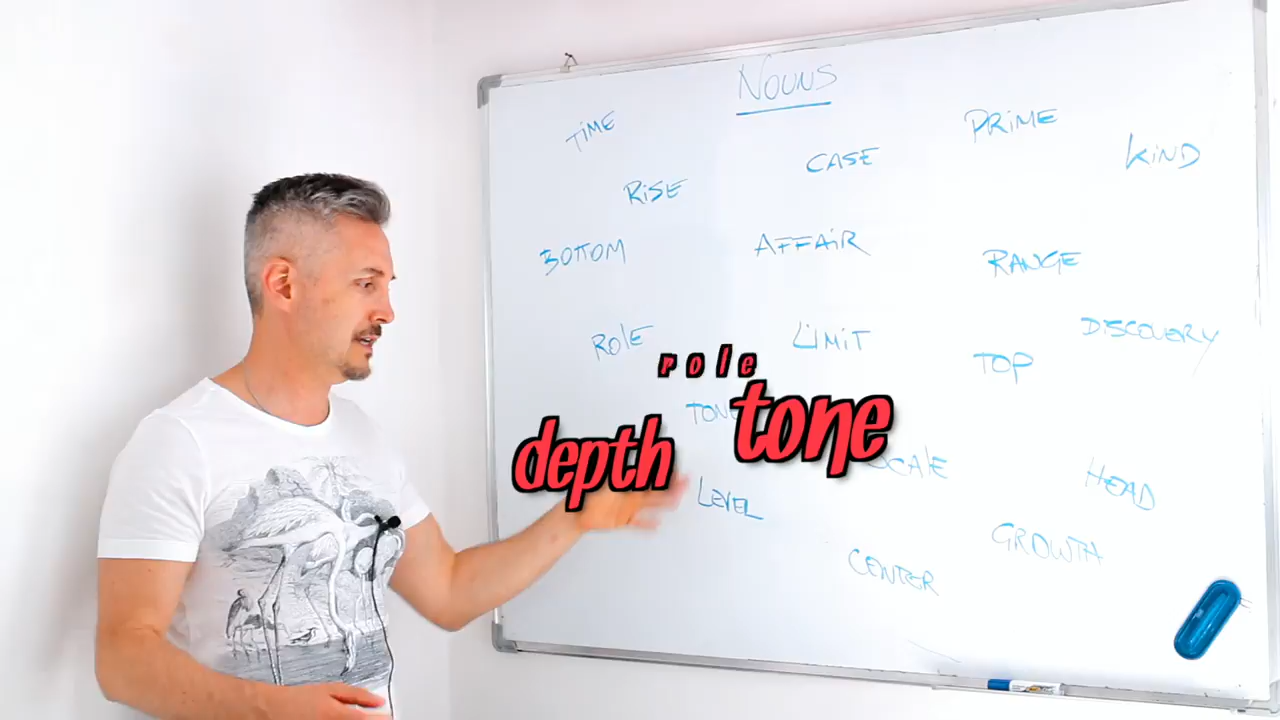 NOUNS
TIME
PRIME
CASE
KIND
RISE
AFFAIR
BOTTOM
RANGE
ROlE
LIMIT
DISCOVERY
role
TOP
TONE
tone
depth
SCALE
HEAD
LEVEL
GROWTH
CENTER